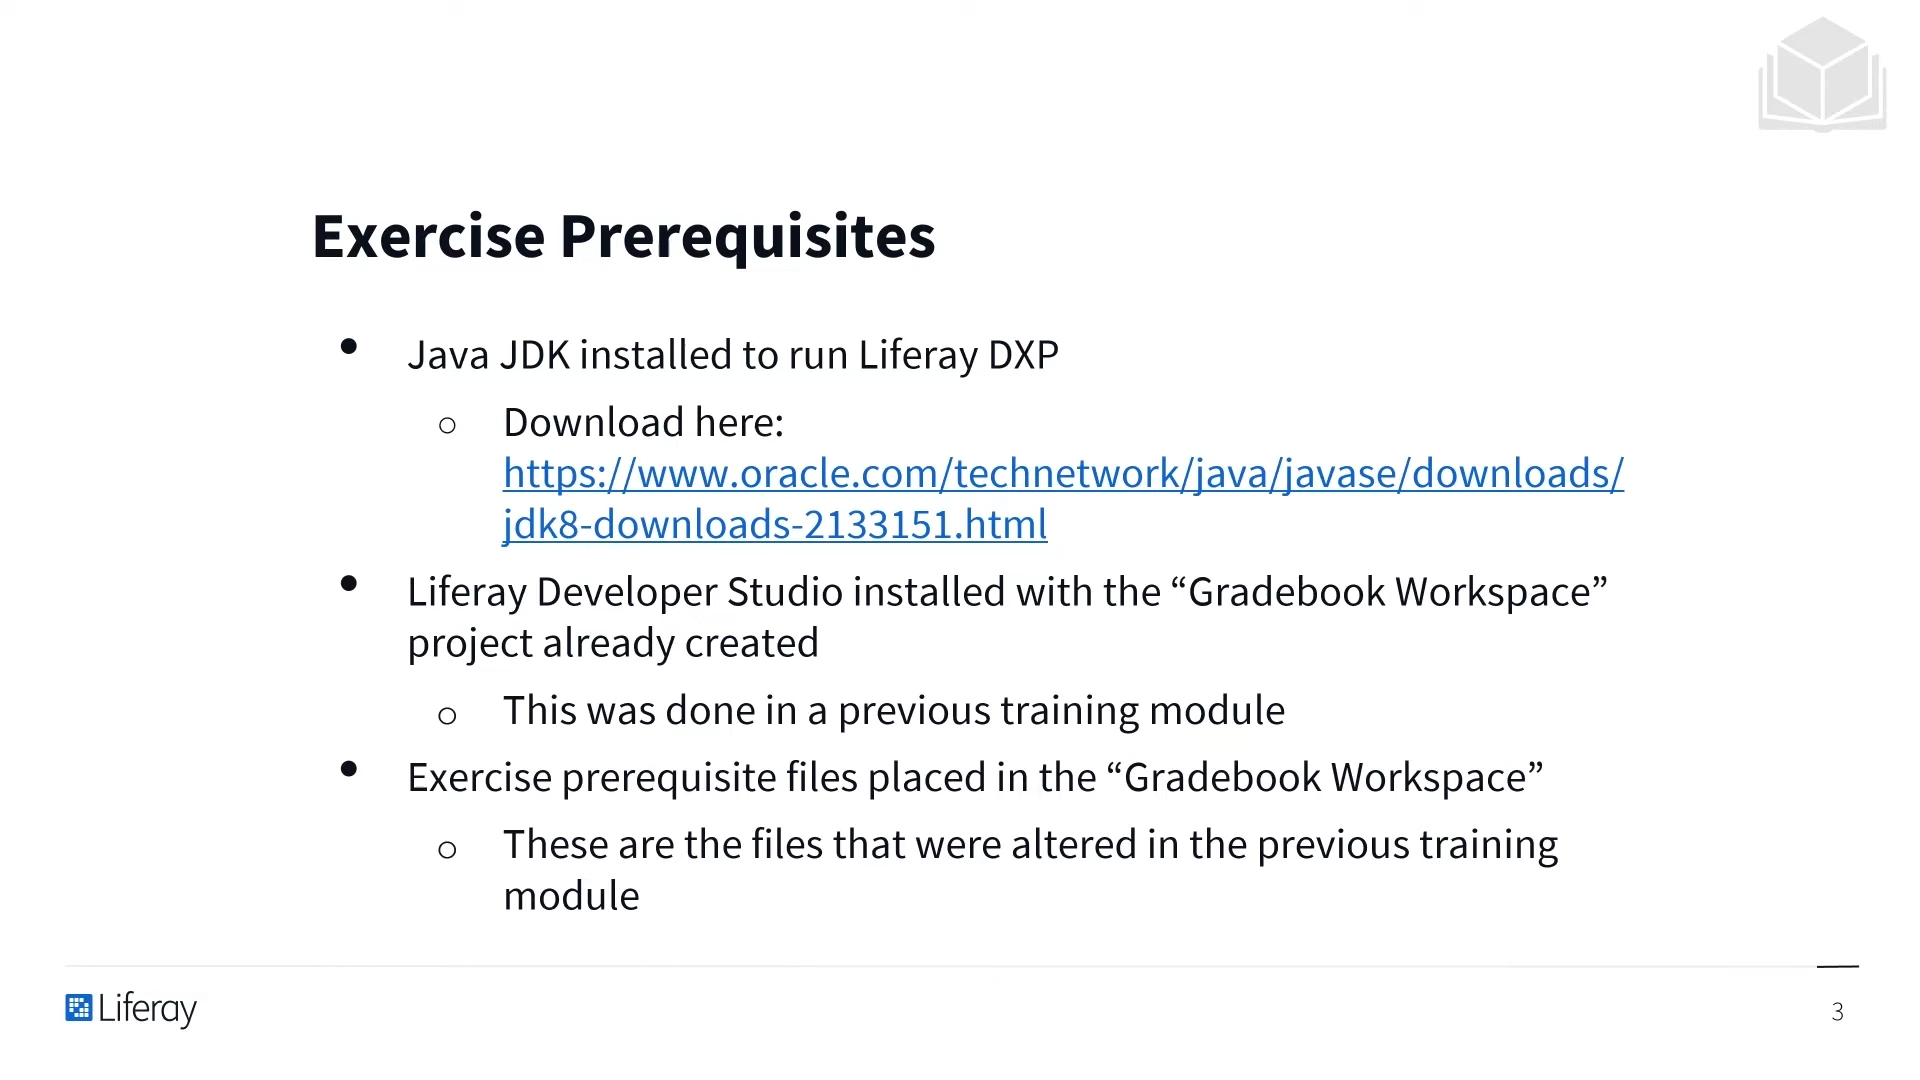 Exercise Prerequisites
• Java JDK installed to run Liferay DXP
○ Download here:
https://www.oracle.com/technetwork/java/javase/downloads/
jdk8-downloads-2133151.html
• Liferay Developer Studio installed with the “Gradebook Workspace”
project already created
○ This was done in a previous training module
• Exercise prerequisite files placed in the “Gradebook Workspace”
○ These are the files that were altered in the previous training
module
Liferay
3